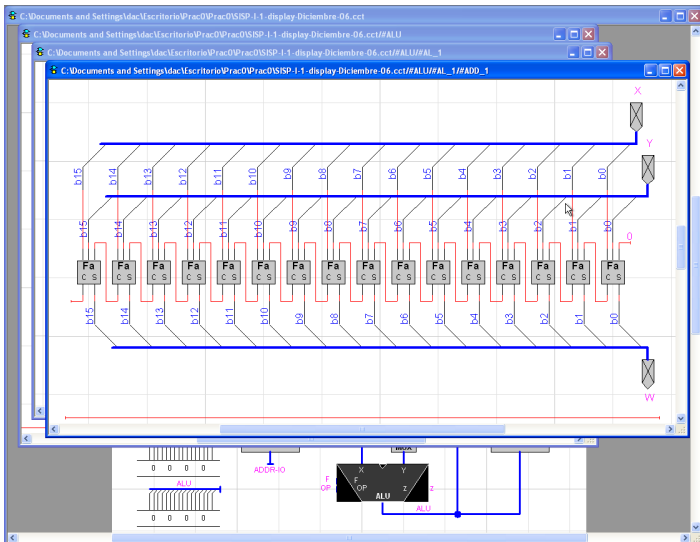 C:\Documents and Settings\dac\Escritorio\Prac0\Prac0\SISP-I-1-display-Diciembre-06.cct
C:\Documents and Settings\dac\Escritorio\Prac0\Prac0\SISP-I-1-display-Diciembre-06.cct/#ALU
C:\Documents and Settings\dac\Escritorio\Prac0\Prac0\SISP-I-1-display-Diciembre-06.cct/#ALU/#AL_1
C:\Documents and Settings\dac\Escritorio\Prac0\Prac0\SISP-I-1-display-Diciembre-06.cct/#ALU/#AL_1/#ADD_1
X
Y
b15 b14 b13 b12 b11 b10 b9 b8 b7 b6 b5 b4 b3 b2 b1 b0
b15 b14 b13 b12 b11 b10 b9 b8 b7 b6 b5 b4 b3 b2 b1 b0
0
Fa Fa Fa Fa Fa Fa Fa Fa Fa Fa Fa Fa Fa Fa Fa Fa
C S C S C S C S C S C S C S C S C S C S C S C S C S C S C S C S
b15 b14 b13 b12 b11 b10 b9 b8 b7 b6 b5 b4 b3 b2 b1 b0
W
MUX
0 0 0 0
ADDR-IO
X Y
F
F
OP
OP
Z
z
ALU
ALU
ALU
0 0 0 0